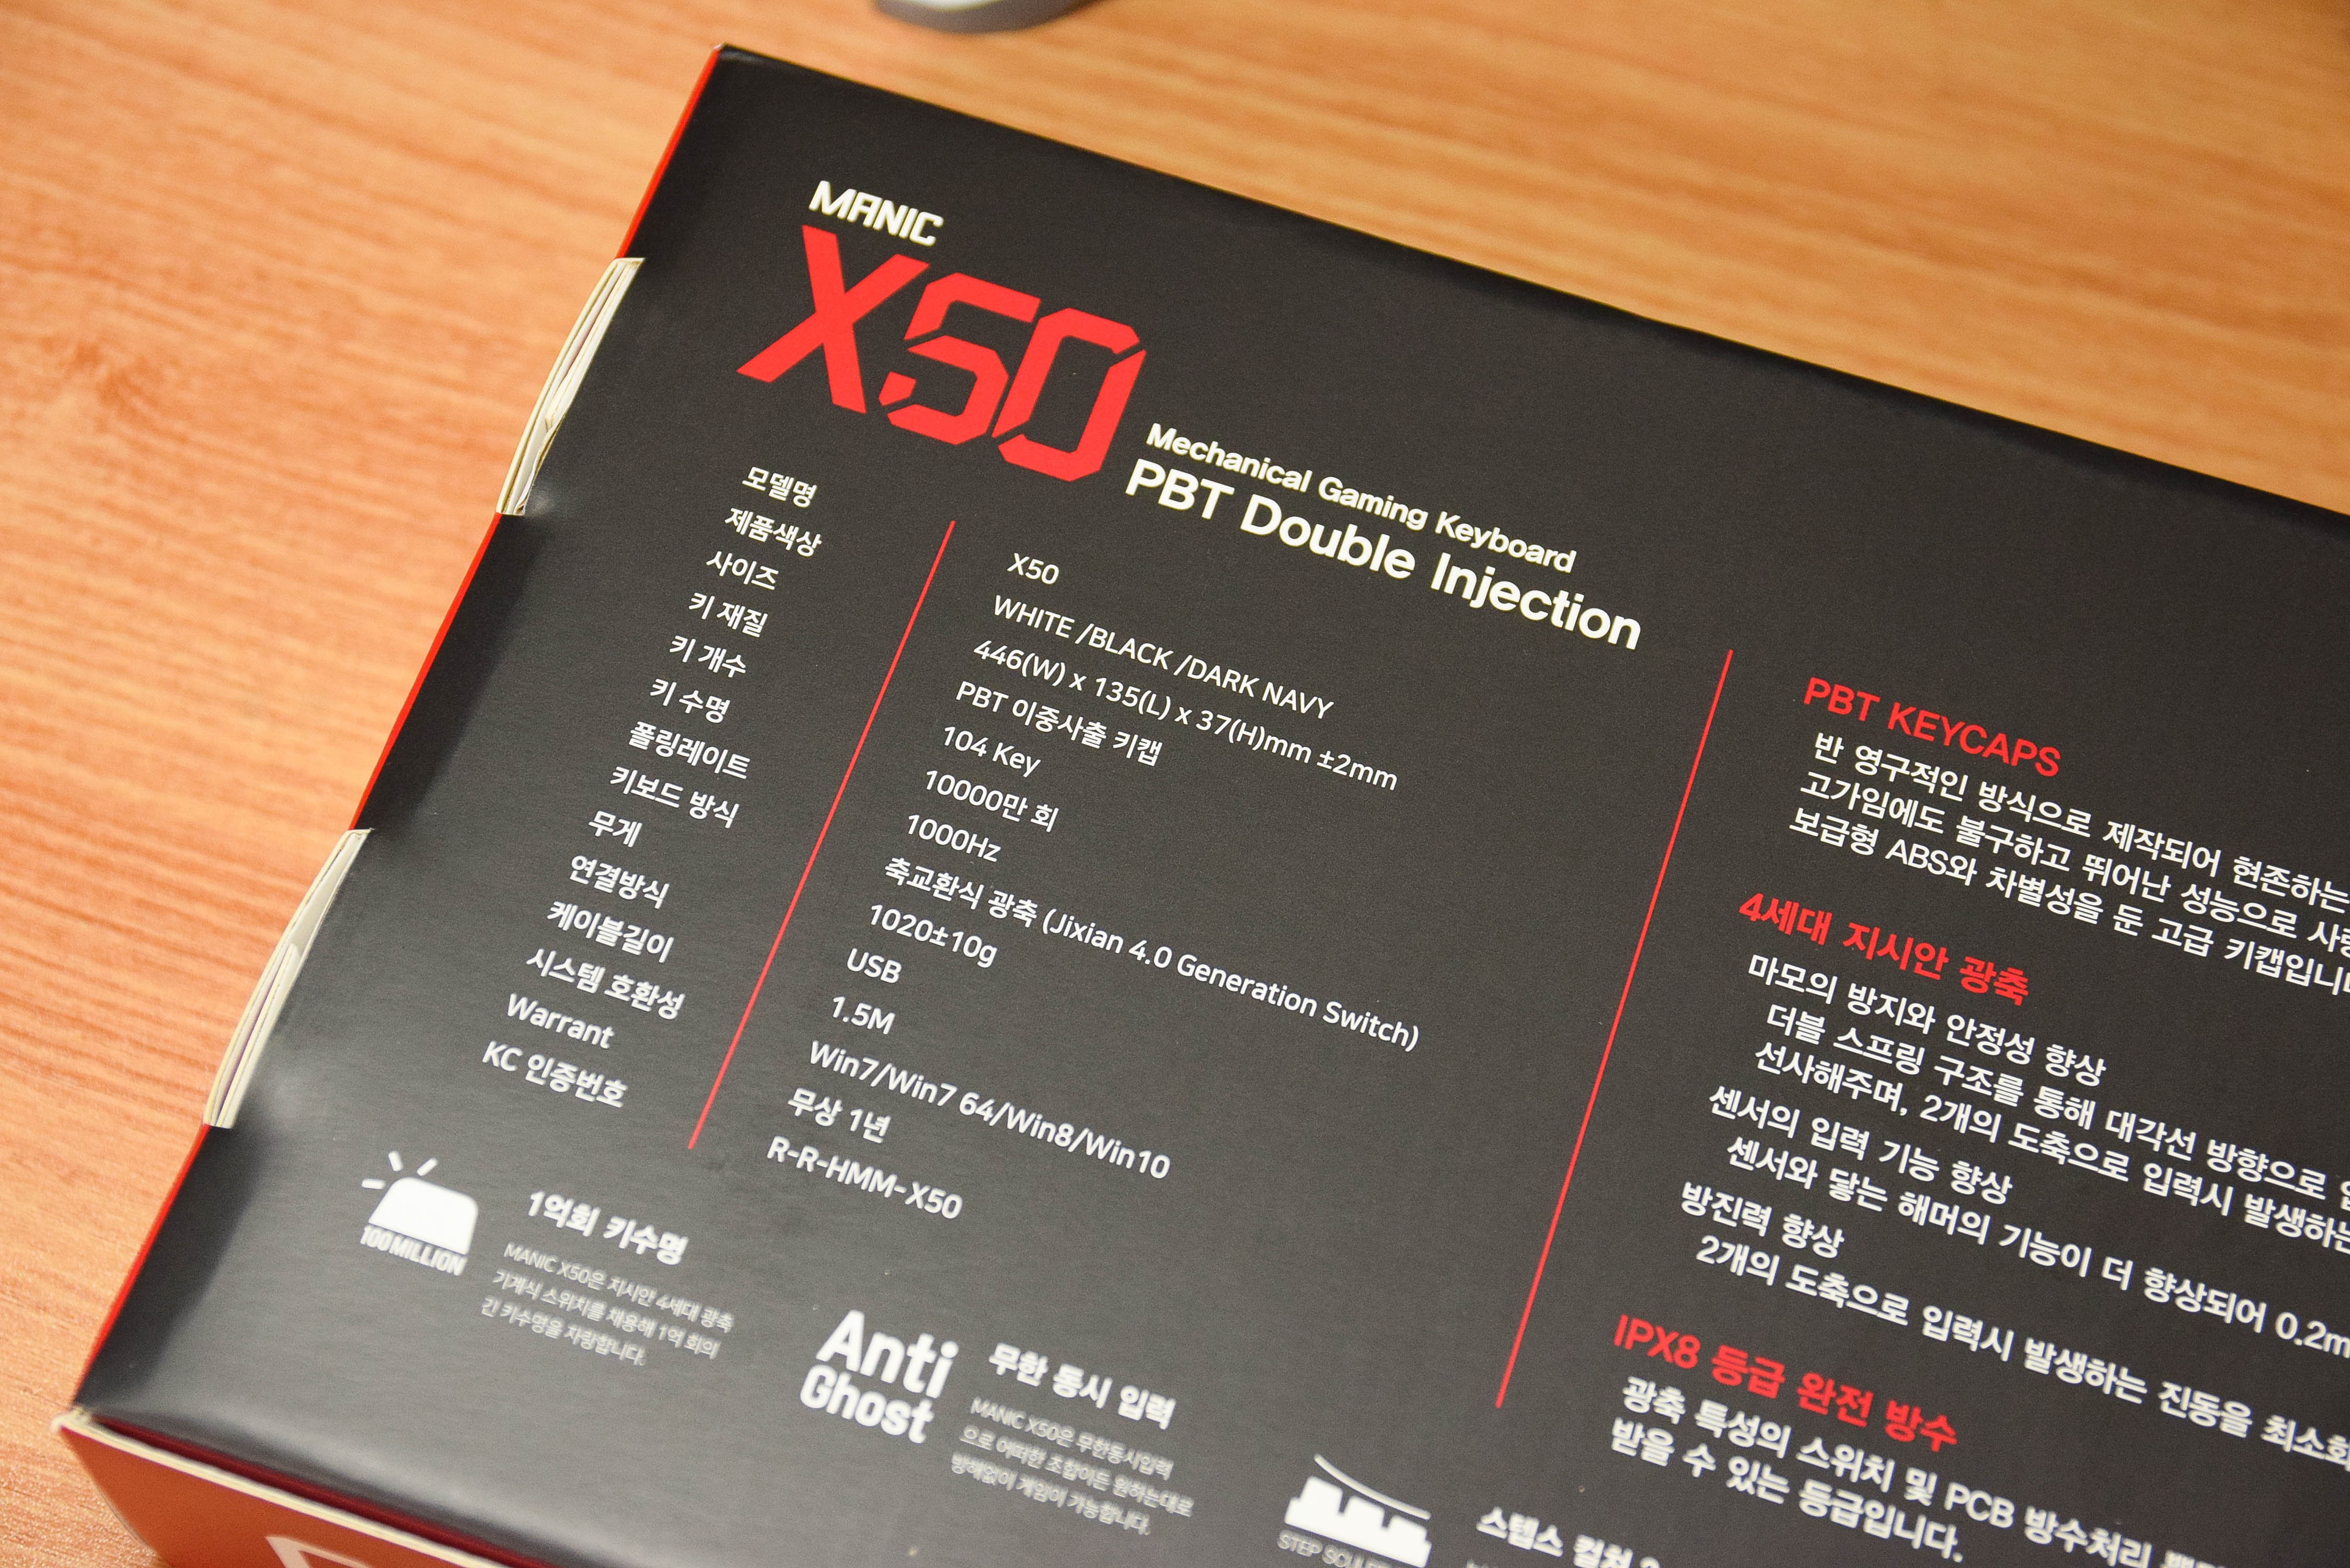 MANIC
X50
Mechanical Gaming Keyboard
PBT Double Injection
모델명
X50
제품색상
WHITE /BLACK /DARK NAVY
사이즈
446(W) x 135(L) x 37(H)mm ±2mm
키 재질
PBT 이중사출 키캡
키 개수
104 Key
키 수명
10000만 회
폴링레이트
1000Hz
키보드 방식
축교환식 광축 (Jixian 4.0 Generation Switch)
무게
1020±10g
연결방식
USB
케이블길이
1.5M
시스템 호환성
Win7/Win7 64/Win8/Win10
Warrant
무상 1년
KC 인증번호
R-R-HMM-X50
100 MILLION
1억회 키수명
MANIC X50은 지시안 4세대 광축
기계식 스위치를 채용해 1억 회의
긴 키수명을 자랑합니다.
Anti
Ghost
무한 동시 입력
MANIC X50은 무한동시입력
으로 어떠한 조합이든 원하는대로
방해없이 게임이 가능합니다.
STEP
스텝스 컬쳐
PBT KEYCAPS
반 영구적인 방식으로 제작되어 현존하는
고가임에도 불구하고 뛰어난 성능으로
보급형 ABS와 차별성을 둔 고급
4세대 지시안 광축
마모의 방지와 안정성 향상
더블 스프링 구조를 통해 대각선 방향으로
선사해주며, 2개의 도축으로 입력시 발생하는
센서의 입력 기능 향상
센서와 닿는 해머의 기능이 더 향상되어
방진력 향상
2개의 도축으로 입력시 발생하는 진동을
IPX8 등급 완전 방수
광축 특성의 스위치 및 PCB 방수처리
받을 수 있는 등급입니다.